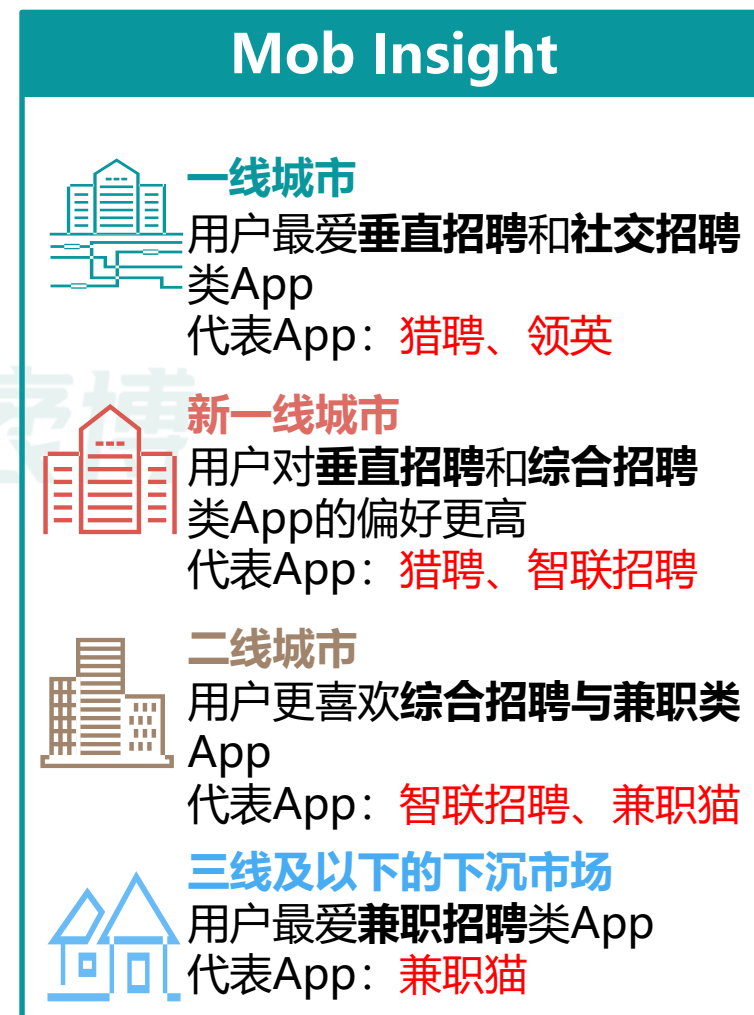 Mob Insight
一线城市
用户最爱垂直招聘和社交招聘
类App
代表App：猎聘、领英
新一线城市
用户对垂直招聘和综合招聘
类App的偏好更高
代表App：猎聘、智联招聘
二线城市
用户更喜欢综合招聘与兼职类
App
代表App：智联招聘、兼职猫
三线及以下的下沉市场
用户最爱兼职招聘类App
代表App：兼职猫